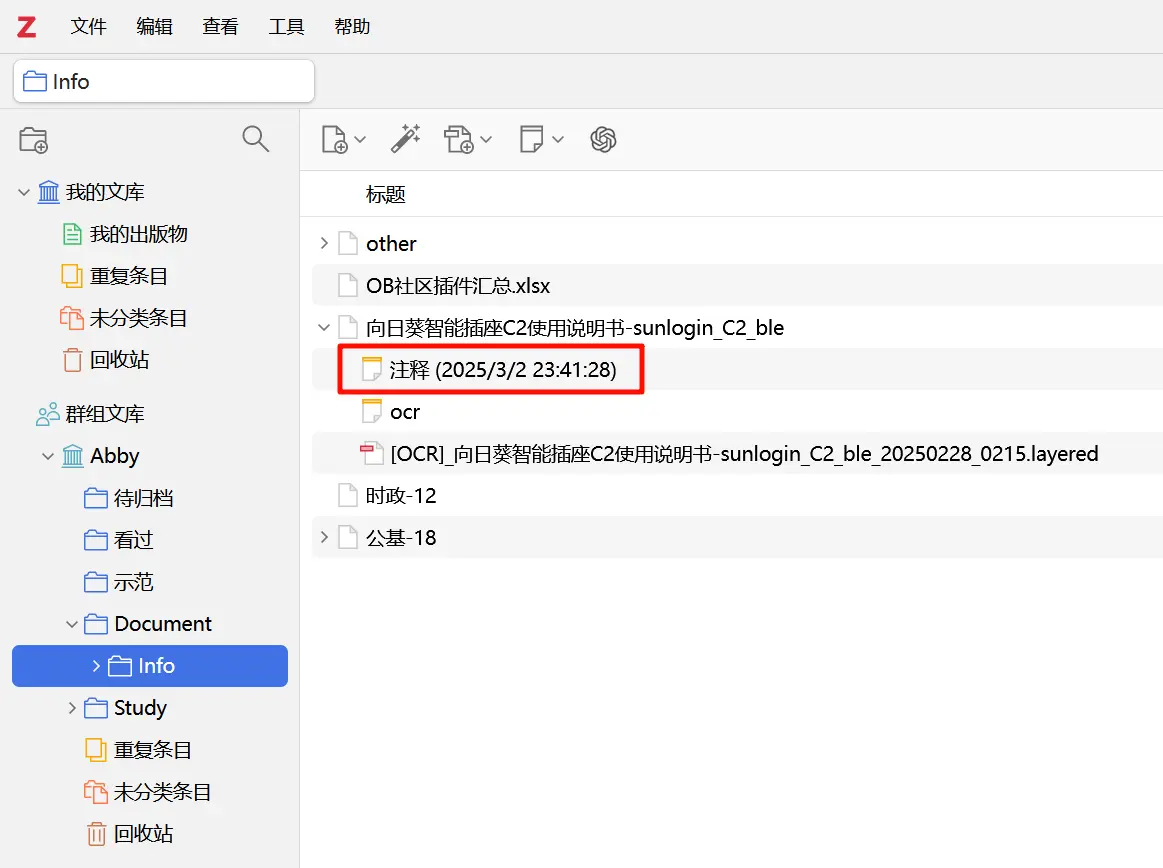 Z 文件 编辑 查看 工具 帮助
Info
我的文库
我的出版物
重复条目
未分类条目
回收站
群组文库
Abby
待归档
看过
示范
Document
Info
Study
重复条目
未分类条目
回收站
标题
other
OB社区插件汇总.xlsx
向日葵智能插座C2使用说明书-sunlogin_C2_ble
注释 (2025/3/2 23:41:28)
ocr
[OCR]_向日葵智能插座C2使用说明书-sunlogin_C2_ble_20250228_0215.layered
时政-12
公基-18